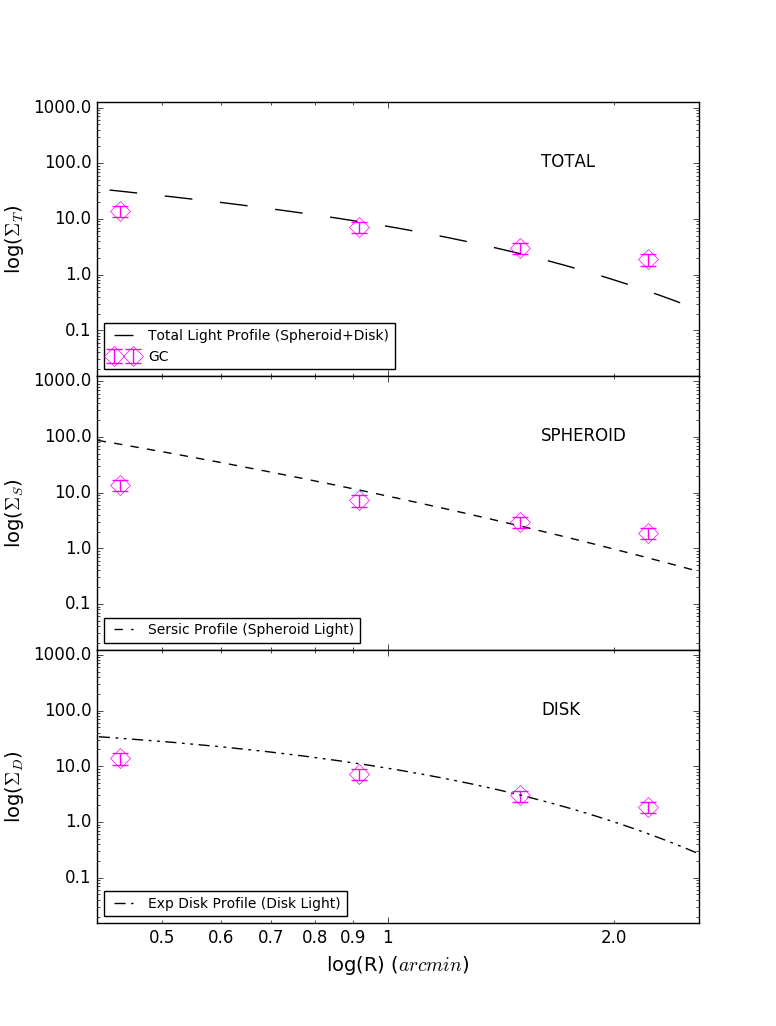 1000.0
100.0
10.0
1.0
0.1
log(Σ_T)
TOTAL
Total Light Profile (Spheroid+Disk)
GC
1000.0
100.0
10.0
1.0
0.1
log(Σ_S)
SPHEROID
Sersic Profile (Spheroid Light)
1000.0
100.0
10.0
1.0
0.1
log(Σ_D)
DISK
Exp Disk Profile (Disk Light)
0.5 0.6 0.7 0.8 0.9 1 2.0
log(R) (arcmin)